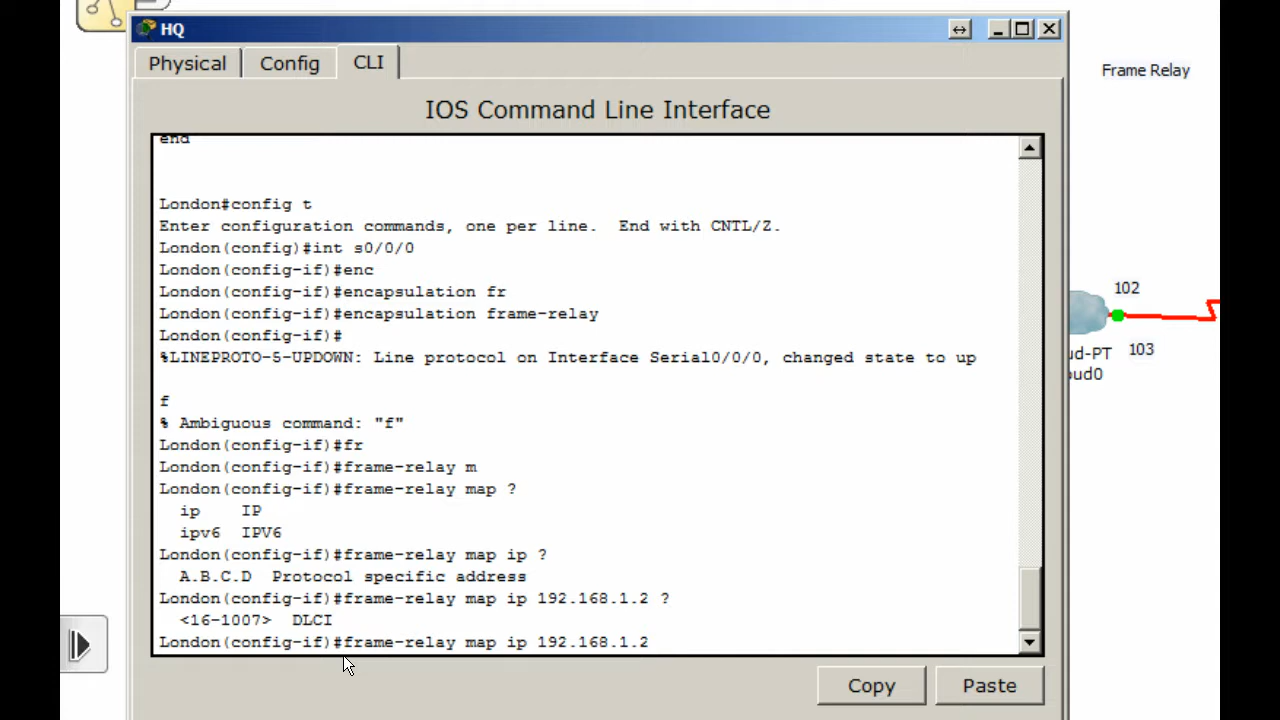 HQ
Physical
Config
CLI
Frame Relay
IOS Command Line Interface
end
London#config t
Enter configuration commands, one per line.  End with CNTL/Z.
London(config)#int s0/0/0
London(config-if)#enc
London(config-if)#encapsulation fr
London(config-if)#encapsulation frame-relay
London(config-if)#
%LINEPROTO-5-UPDOWN: Line protocol on Interface Serial0/0/0, changed state to up
f
% Ambiguous command: "f"
London(config-if)#fr
London(config-if)#frame-relay m
London(config-if)#frame-relay map ?
ip    IP
ipv6  IPV6
London(config-if)#frame-relay map ip ?
A.B.C.D  Protocol specific address
London(config-if)#frame-relay map ip 192.168.1.2 ?
<16-1007>  DLCI
London(config-if)#frame-relay map ip 192.168.1.2
102
103
ud-PT
oud0
Copy
Paste